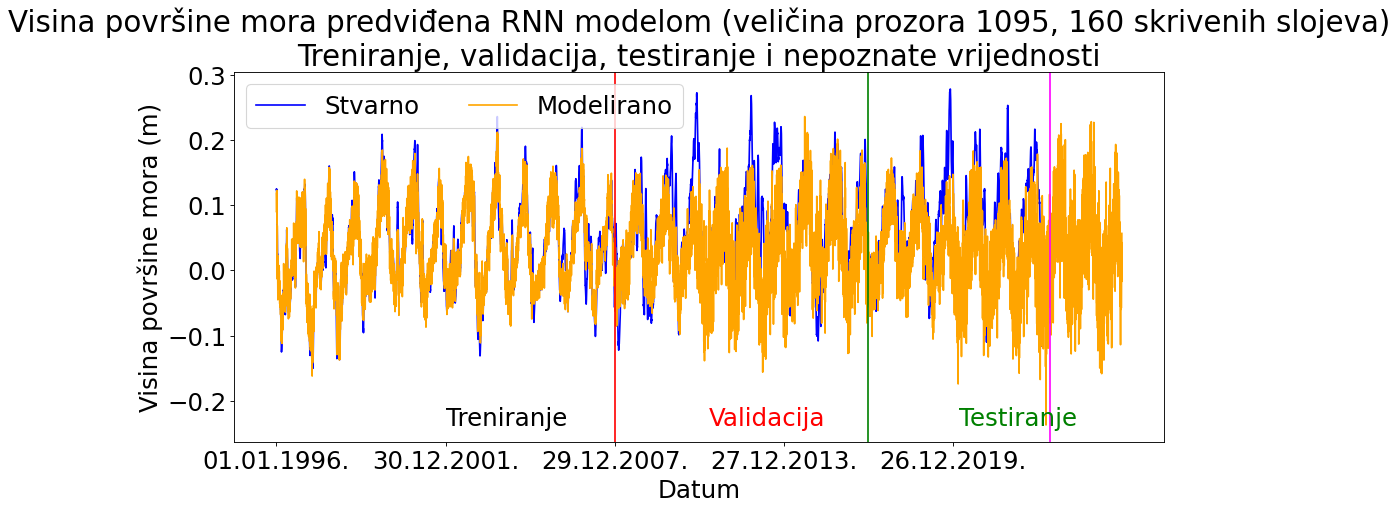 Visina površine mora predviđena RNN modelom (veličina prozora 1095, 160 skrivenih slojeva)
Treniranje, validacija, testiranje i nepoznate vrijednosti
Stvarno
Modelirano
Visina površine mora (m)
0.3
0.2
0.1
0.0
−0.1
−0.2
Treniranje
Validacija
Testiranje
01.01.1996.
30.12.2001.
29.12.2007.
27.12.2013.
26.12.2019.
Datum